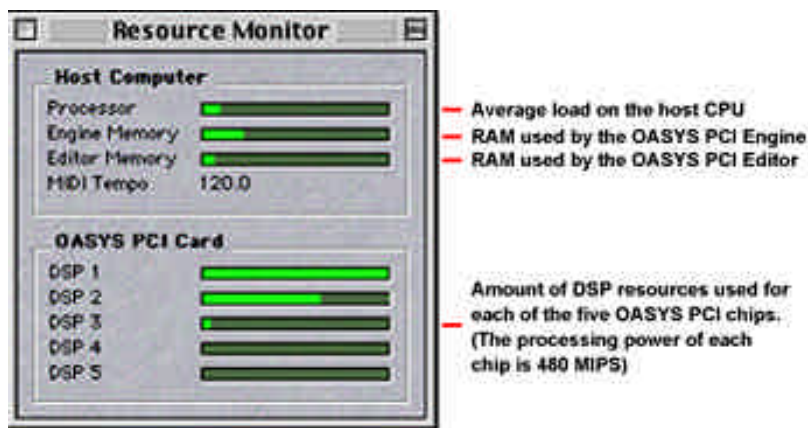 Resource Monitor
Host Computer
Processor
Engine Memory
Editor Memory
MIDI Tempo 120.0
OASYS PCI Card
DSP 1
DSP 2
DSP 3
DSP 4
DSP 5
Average load on the host CPU
RAM used by the OASYS PCI Engine
RAM used by the OASYS PCI Editor
Amount of DSP resources used for
each of the five OASYS PCI chips.
(The processing power of each
chip is 480 MIPS)